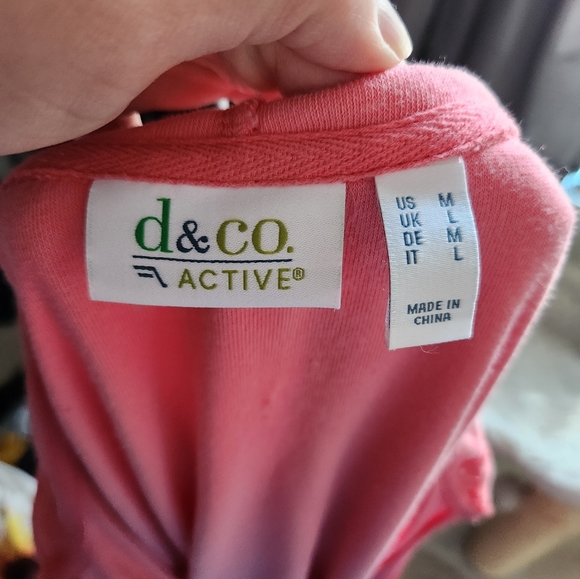 d&co.
ACTIVE®
US M
UK L
DE M
IT L
MADE IN
CHINA